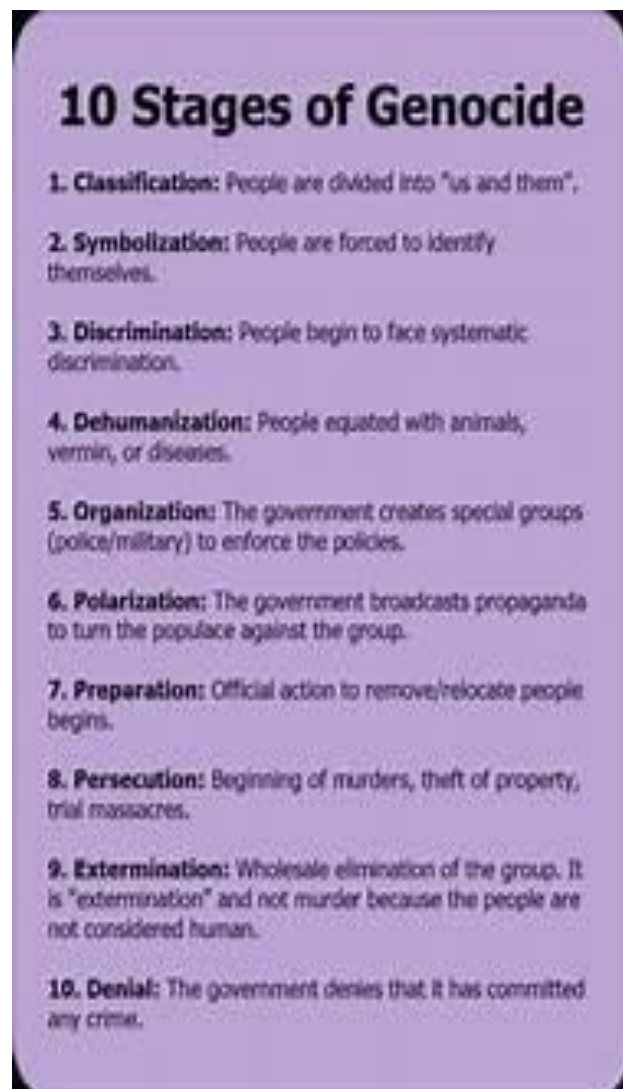 10 Stages of Genocide
1. Classification: People are divided into "us and them".
2. Symbolization: People are forced to identify
themselves.
3. Discrimination: People begin to face systematic
discrimination.
4. Dehumanization: People equated with animals,
vermin, or diseases.
5. Organization: The government creates special groups
(police/military) to enforce the policies.
6. Polarization: The government broadcasts propaganda
to turn the populace against the group.
7. Preparation: Official action to remove/relocate people
begins.
8. Persecution: Beginning of murders, theft of property,
trial massacres.
9. Extermination: Wholesale elimination of the group. It
is "extermination" and not murder because the people are
not considered human.
10. Denial: The government denies that it has committed
any crime.